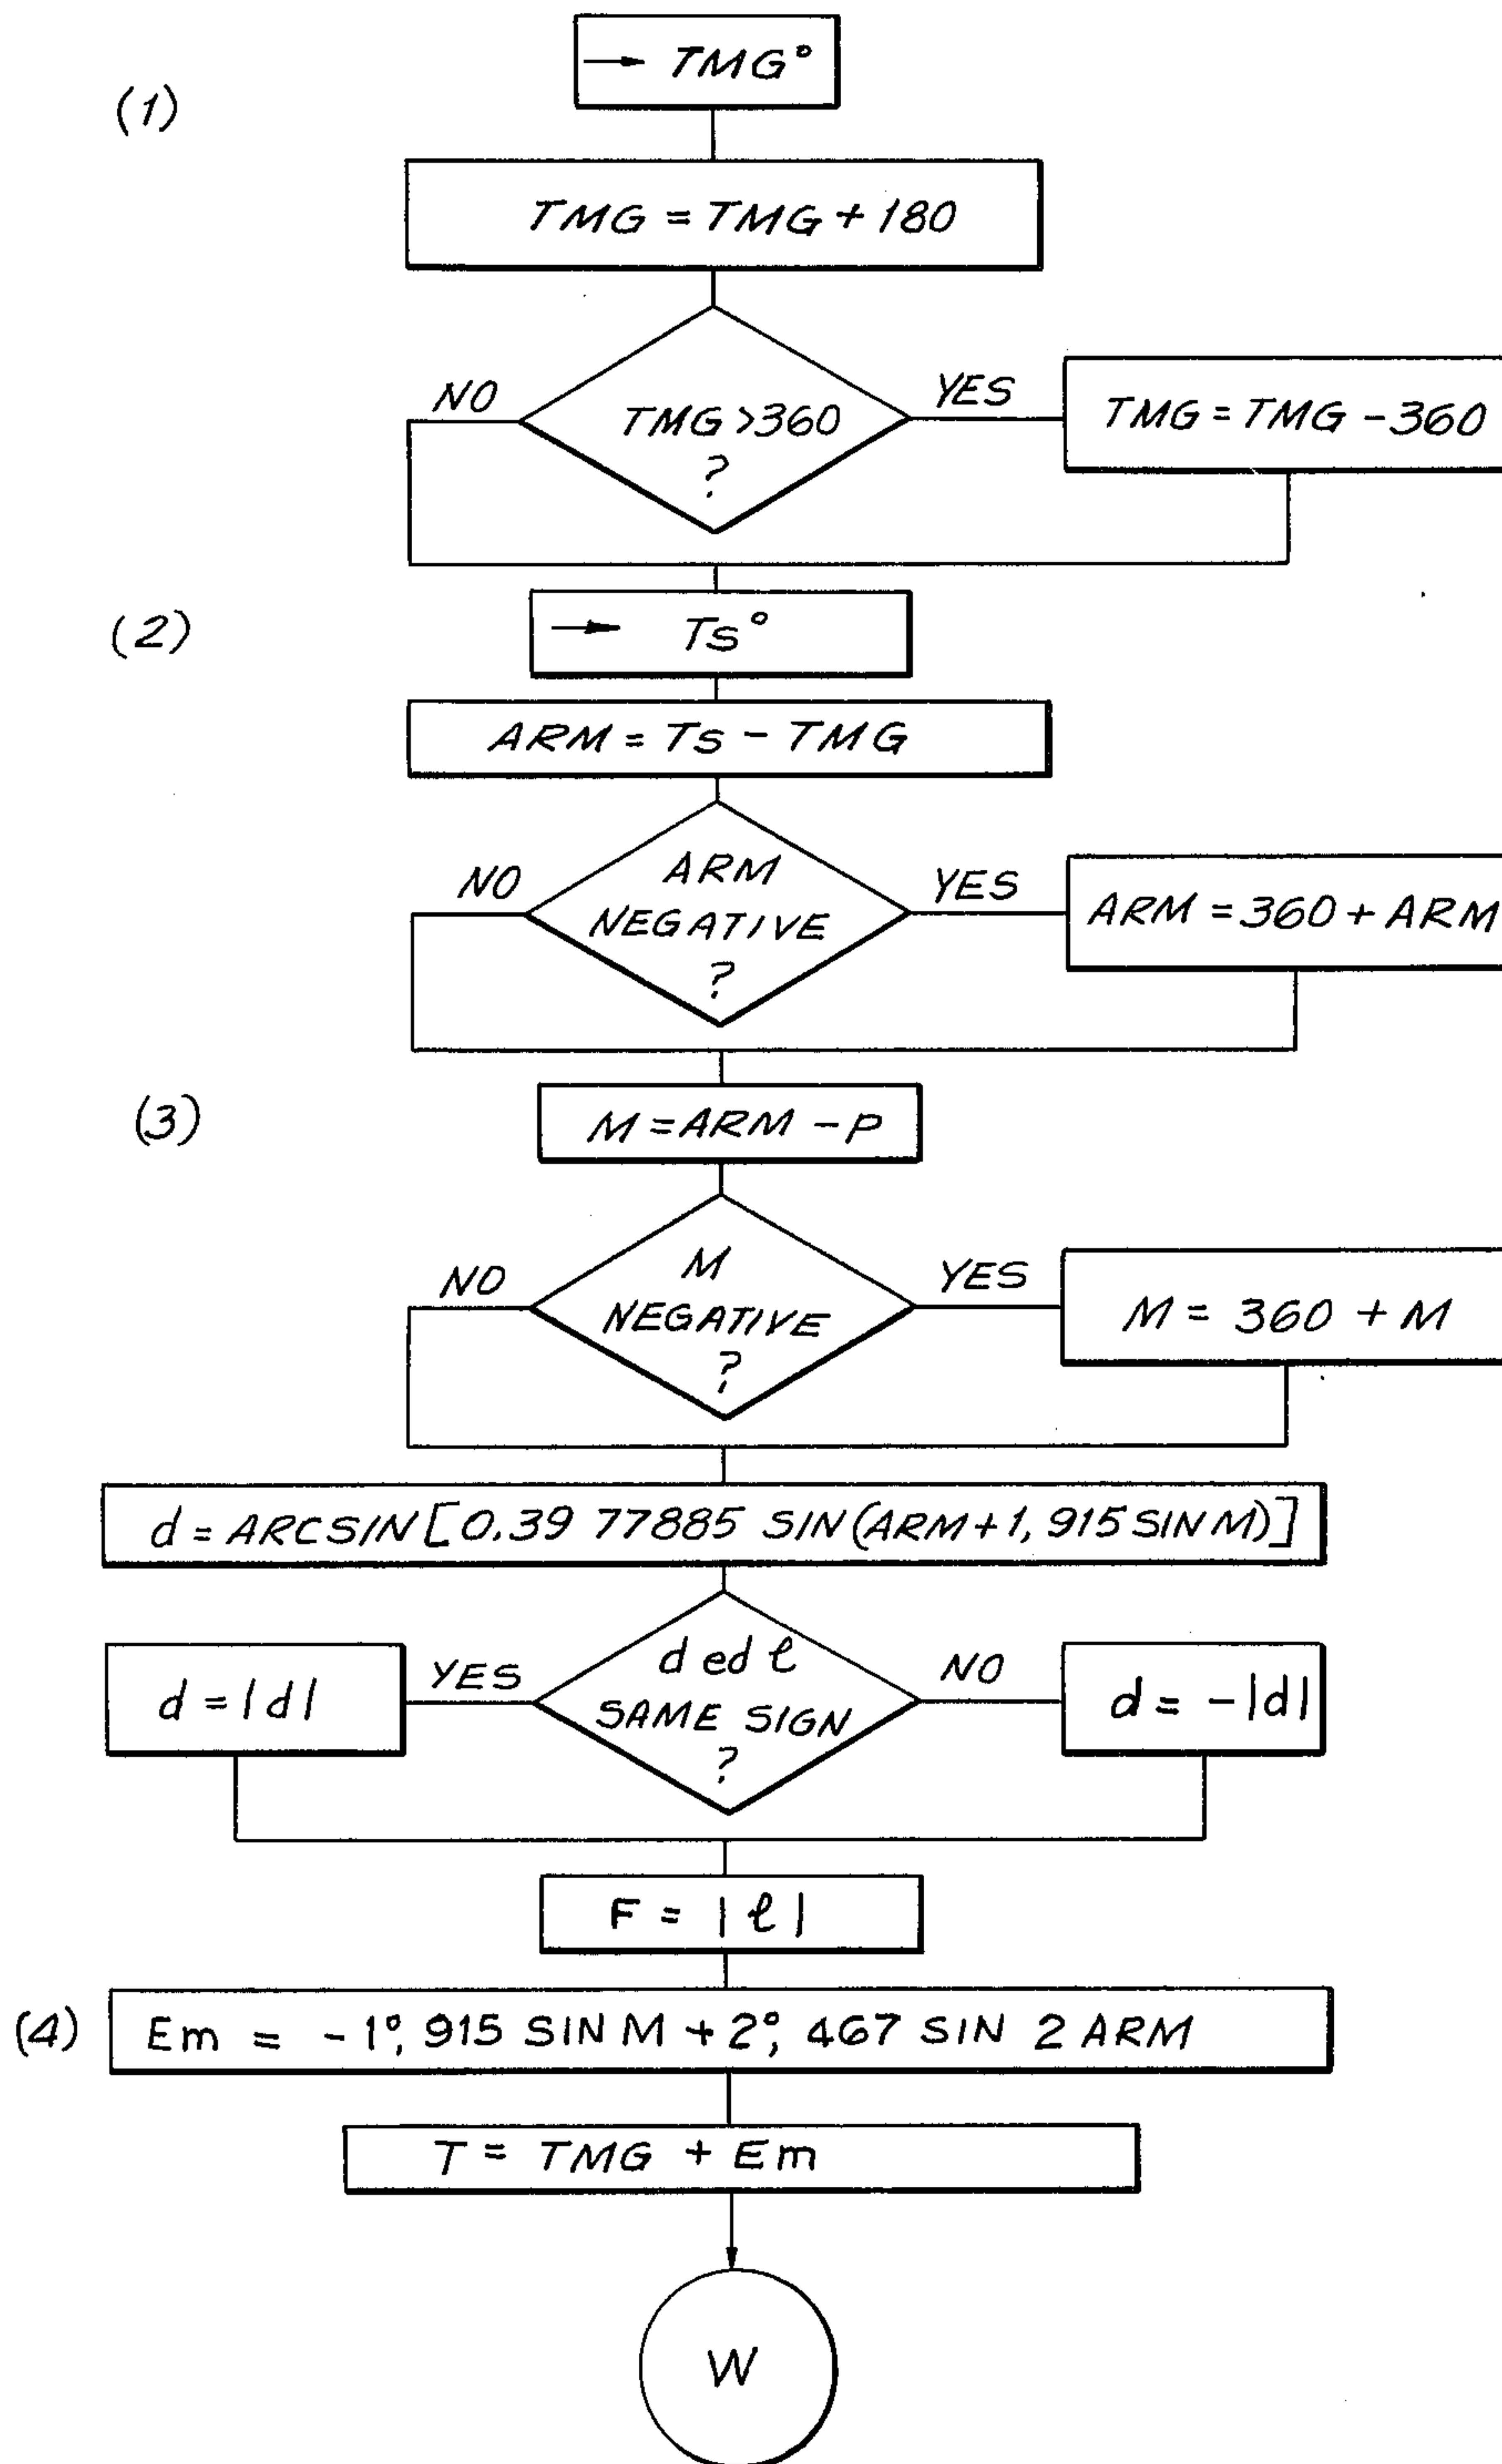 → TMG°
(1)
TMG = TMG + 180
NO
YES
TMG >360
?
TMG = TMG - 360
(2)
→ Ts°
ARM = Ts - TMG
NO
ARM
NEGATIVE
?
YES
ARM = 360 + ARM
(3)
M = ARM - P
NO
M
NEGATIVE
?
YES
M = 360 + M
d = ARCSIN [0.39 77885 SIN (ARM + 1, 915 SIN M)]
d = |d|
YES
d ed ℓ
SAME SIGN
?
NO
d = -|d|
F = |ℓ|
(4)
Em = -1°, 915 SIN M + 2°, 467 SIN 2 ARM
T = TMG + Em
W